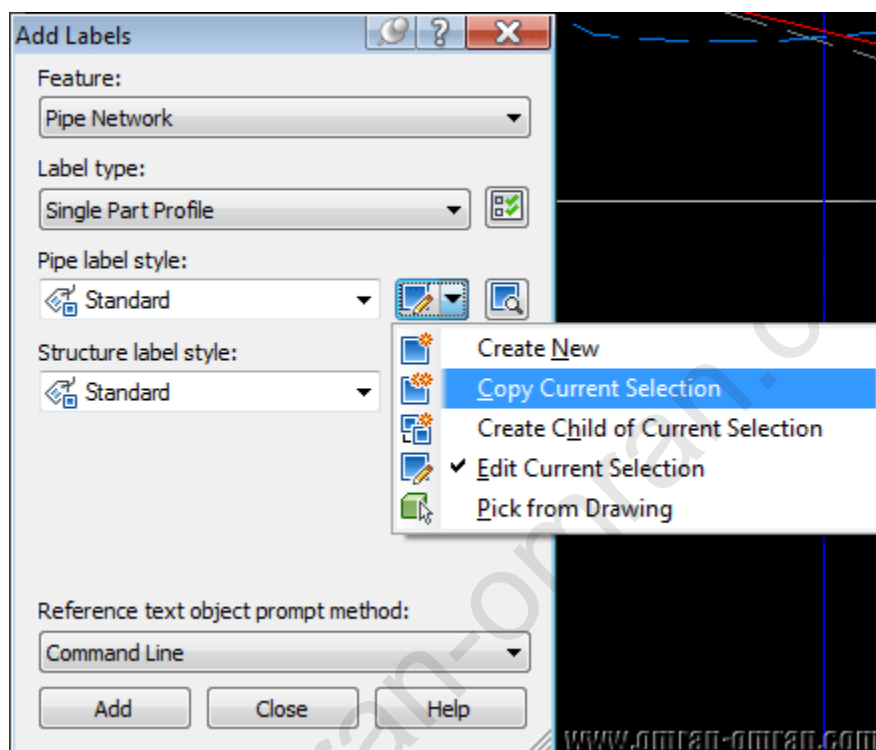 Add Labels
Feature:
Pipe Network
Label type:
Single Part Profile
Pipe label style:
Standard
Structure label style:
Standard
Create New
Copy Current Selection
Create Child of Current Selection
Edit Current Selection
Pick from Drawing
Reference text object prompt method:
Command Line
Add Close Help
www.omran-omran.com